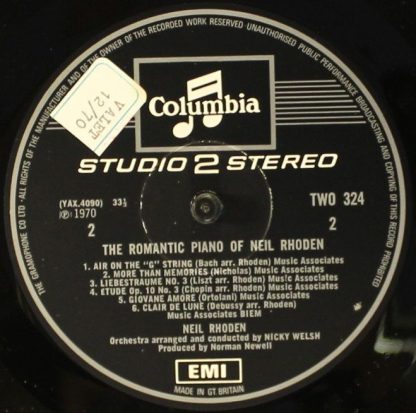 ALL RIGHTS OF THE MANUFACTURER AND OF THE OWNER OF THE RECORDED WORK RESERVED UNAUTHORISED PUBLIC PERFORMANCE BROADCASTING AND COPYING OF THIS RECORD PROHIBITED
THE GRAMOPHONE CO LTD
VALET
12/70
Columbia
STUDIO 2 STEREO
(YAX.4090) 33⅓
℗ 1970
TWO 324
2
2
THE ROMANTIC PIANO OF NEIL RHODEN
1. AIR ON THE "G" STRING (Bach arr. Rhoden) Music Associates
2. MORE THAN MEMORIES (Nicholas) Music Associates
3. LIEBESTRAUME No. 3 (Liszt arr. Rhoden) Music Associates
4. ETUDE Op. 10 No. 3 (Chopin arr. Rhoden) Music Associates
5. GIOVANE AMORE (Ortolani) Music Associates
6. CLAIR DE LUNE (Debussy arr. Rhoden)
Music Associates BIEM
NEIL RHODEN
Orchestra arranged and conducted by NICKY WELSH
Produced by Norman Newell
EMI
MADE IN GT. BRITAIN